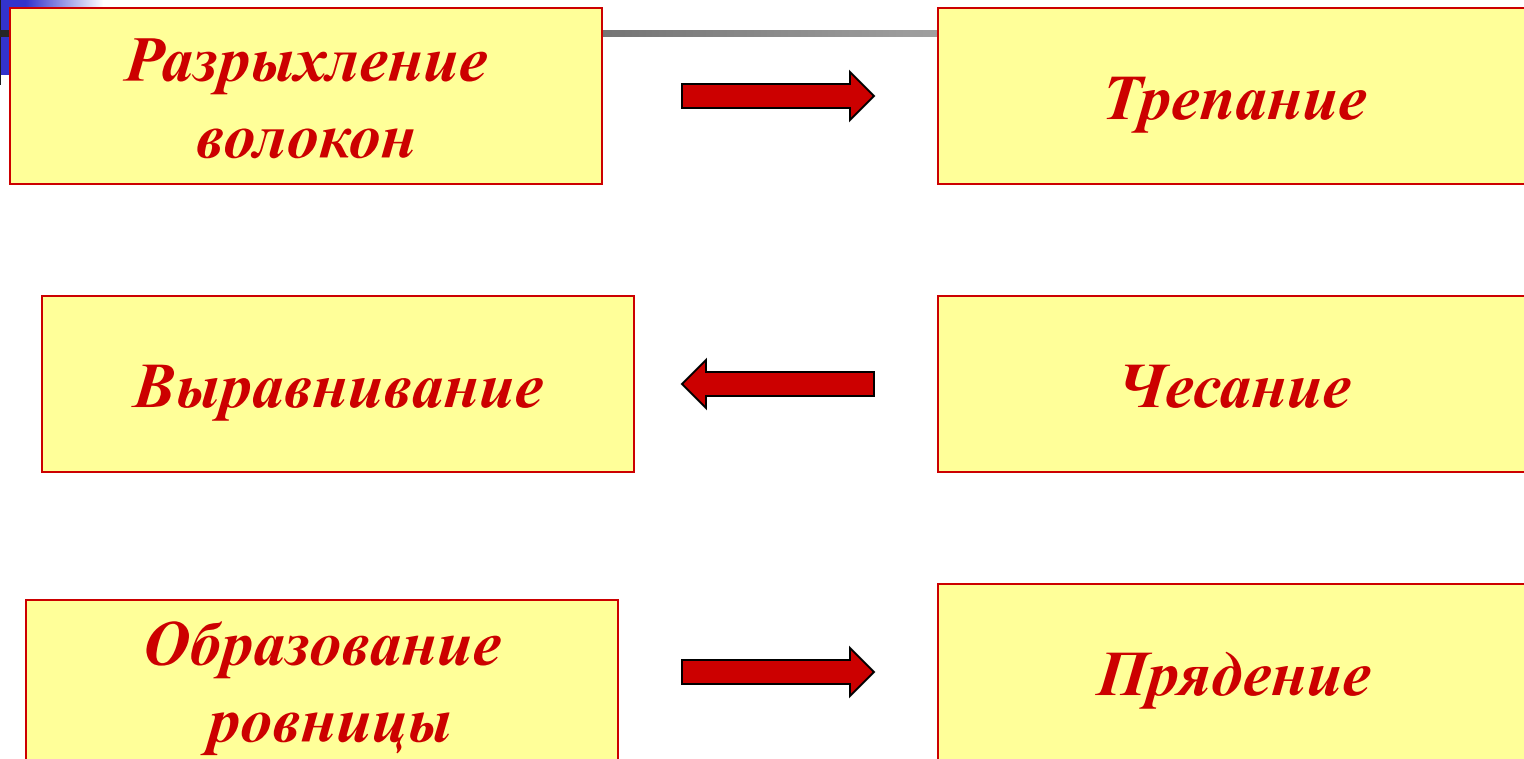 Разрыхление
волокон
Трепание
Выравнивание
Чесание
Образование
ровницы
Прядение